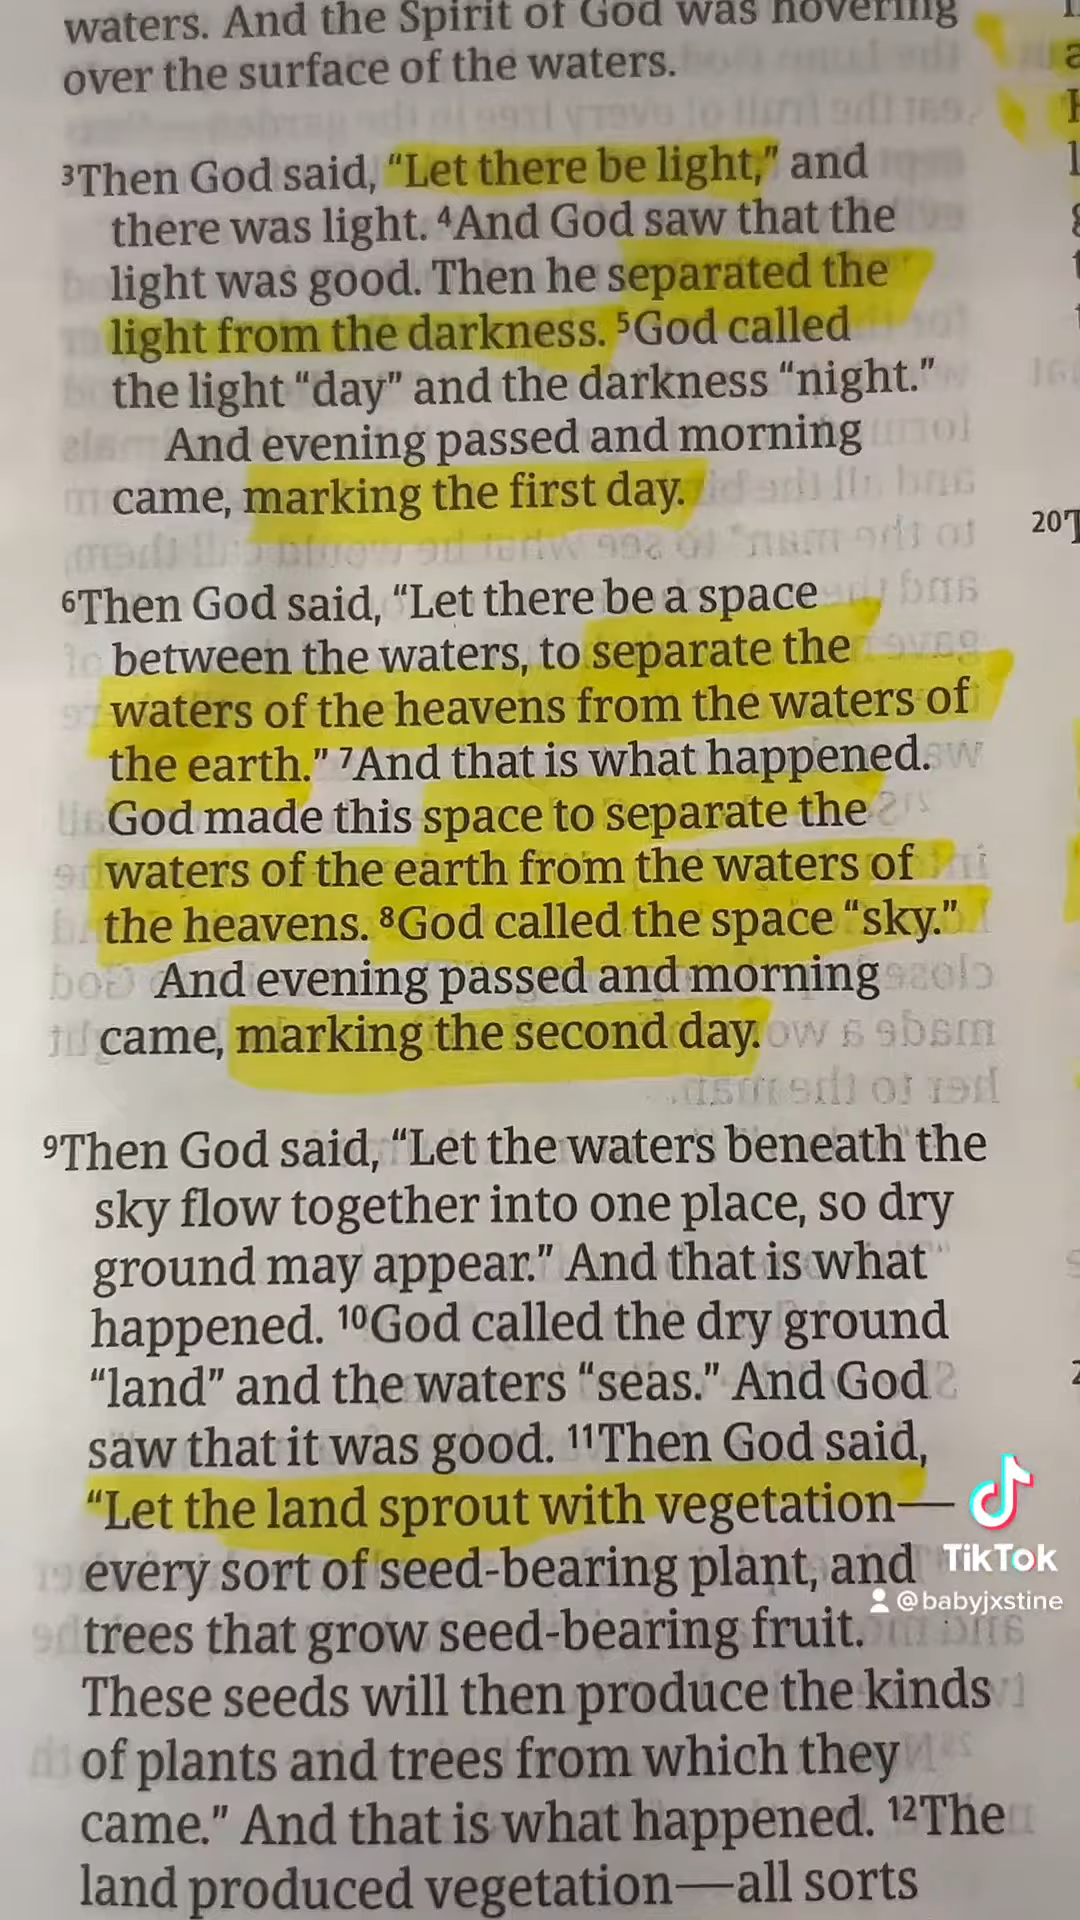 waters. And the Spirit of God was hovering
over the surface of the waters.
³Then God said, “Let there be light,” and
there was light. ⁴And God saw that the
light was good. Then he separated the
light from the darkness. ⁵God called
the light “day” and the darkness “night.”
And evening passed and morning
came, marking the first day.
⁶Then God said, “Let there be a space
between the waters, to separate the
waters of the heavens from the waters of
the earth.” ⁷And that is what happened.
God made this space to separate the
waters of the earth from the waters of
the heavens. ⁸God called the space “sky.”
And evening passed and morning
came, marking the second day.
⁹Then God said, “Let the waters beneath the
sky flow together into one place, so dry
ground may appear.” And that is what
happened. ¹⁰God called the dry ground
“land” and the waters “seas.” And God
saw that it was good. ¹¹Then God said,
“Let the land sprout with vegetation—
every sort of seed-bearing plant, and
trees that grow seed-bearing fruit.
These seeds will then produce the kinds
of plants and trees from which they
came.” And that is what happened. ¹²The
land produced vegetation—all sorts
20
TikTok
@babyjxstine